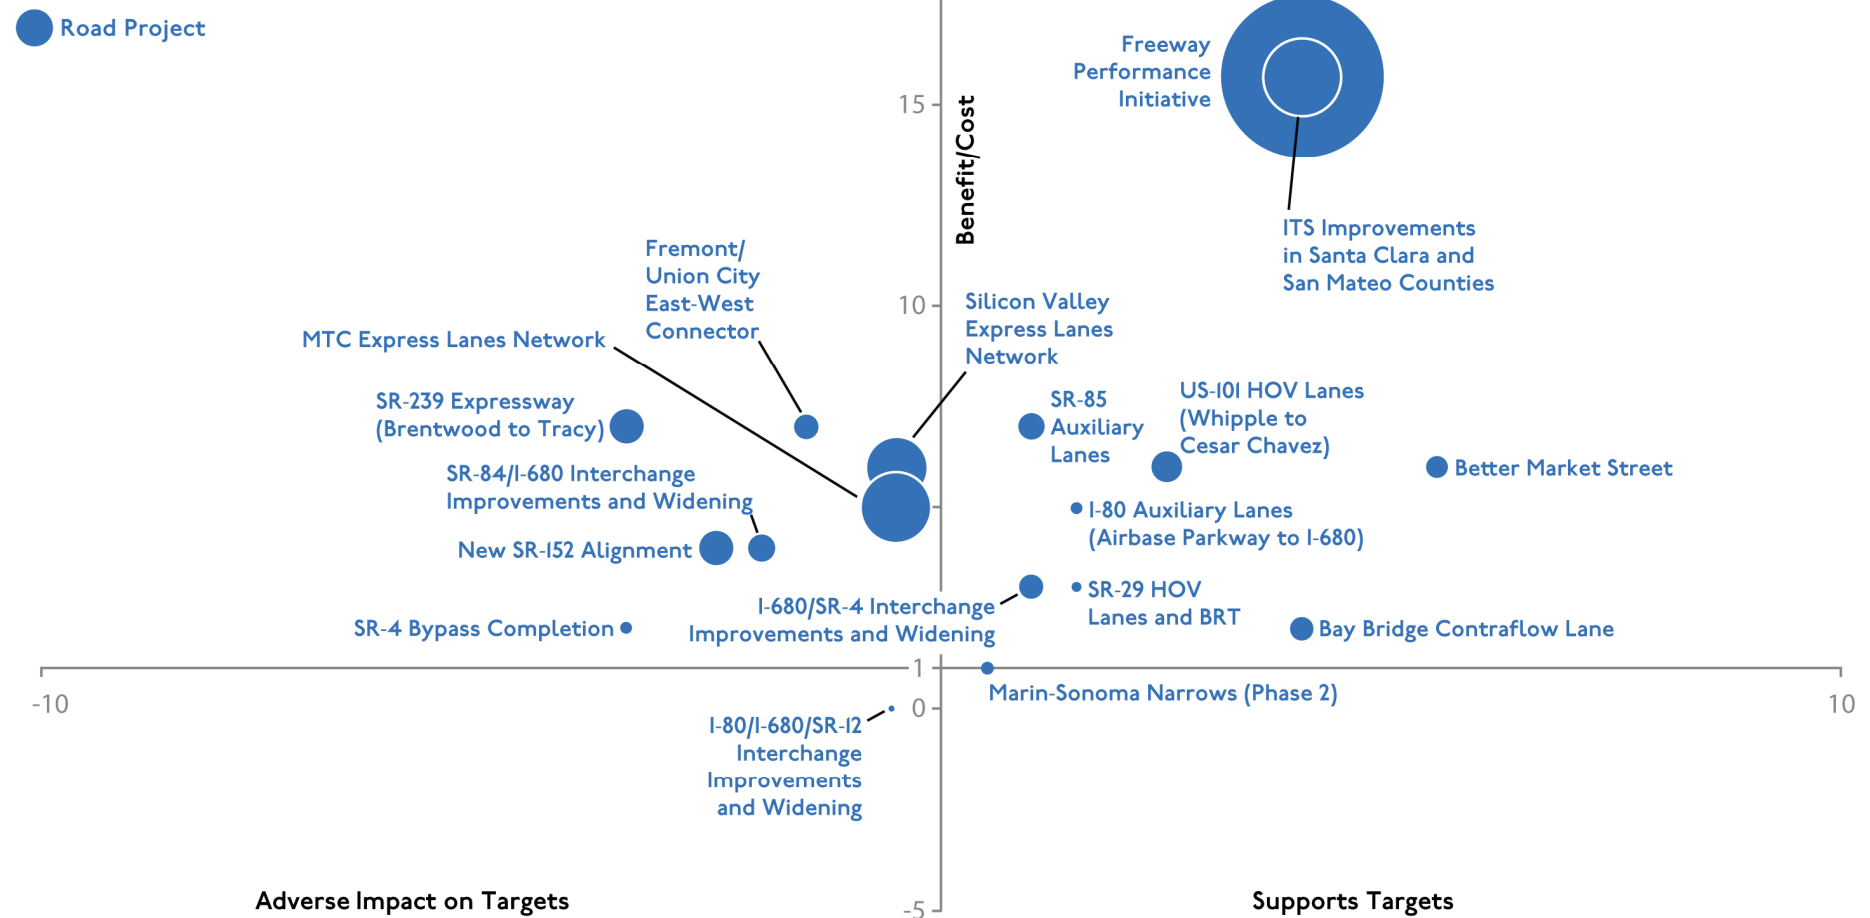 Road Project
Freeway
Performance
Initiative
15
Benefit/Cost
ITS Improvements
in Santa Clara and
San Mateo Counties
Fremont/
Union City
East-West
Connector
10
Silicon Valley
Express Lanes
Network
MTC Express Lanes Network
SR-239 Expressway
(Brentwood to Tracy)
SR-85
Auxiliary
Lanes
US-101 HOV Lanes
(Whipple to
Cesar Chavez)
Better Market Street
SR-84/I-680 Interchange
Improvements and Widening
I-80 Auxiliary Lanes
(Airbase Parkway to I-680)
New SR-152 Alignment
I-680/SR-4 Interchange
Improvements and Widening
SR-29 HOV
Lanes and BRT
SR-4 Bypass Completion
Bay Bridge Contraflow Lane
1
Marin-Sonoma Narrows (Phase 2)
-10
0
10
I-80/I-680/SR-12
Interchange
Improvements
and Widening
Adverse Impact on Targets
Supports Targets
-5